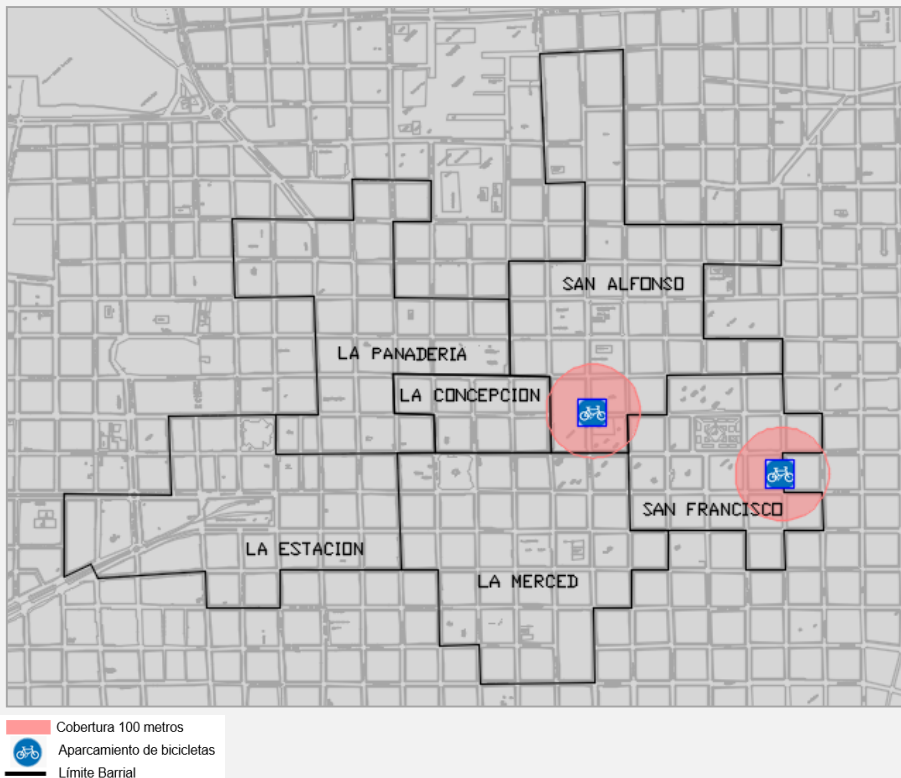 SAN ALFONSO
LA PANADERIA
LA CONCEPCION
SAN FRANCISCO
LA ESTACION
LA MERCED
Cobertura 100 metros
Aparcamiento de bicicletas
Límite Barrial